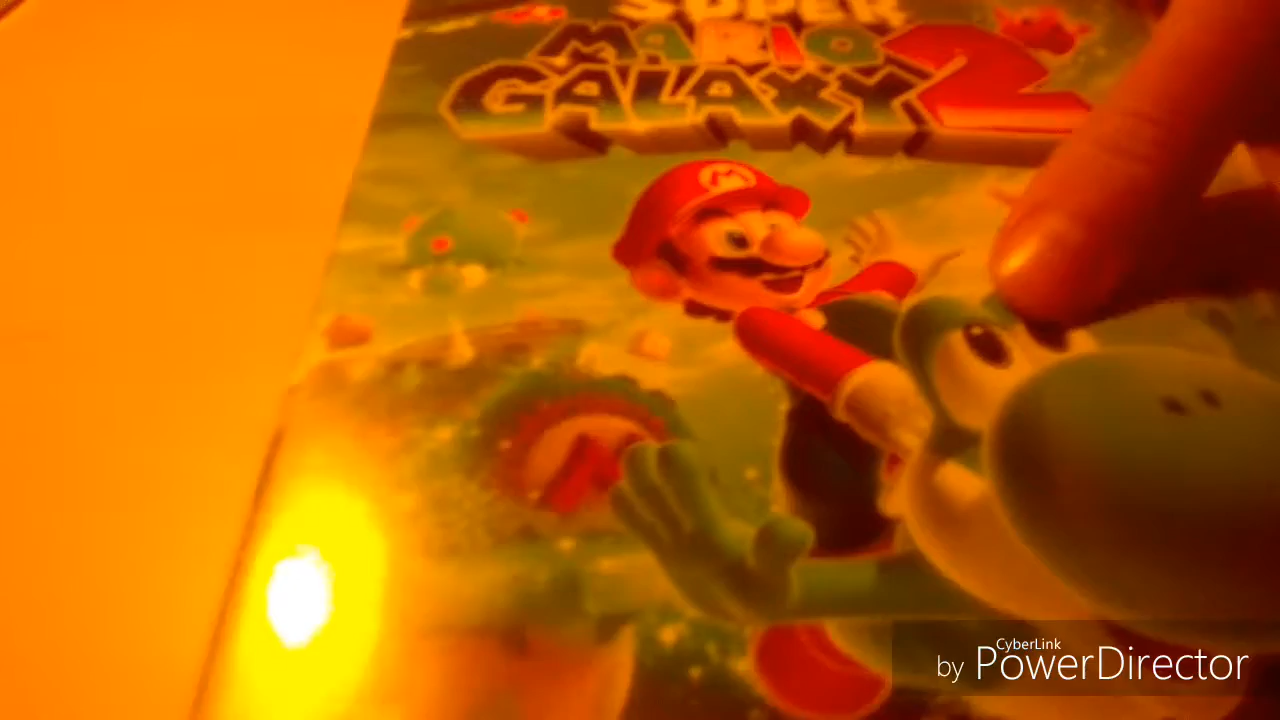 SUPER
MARIO
GALAXY 2
M
CyberLink
by PowerDirector